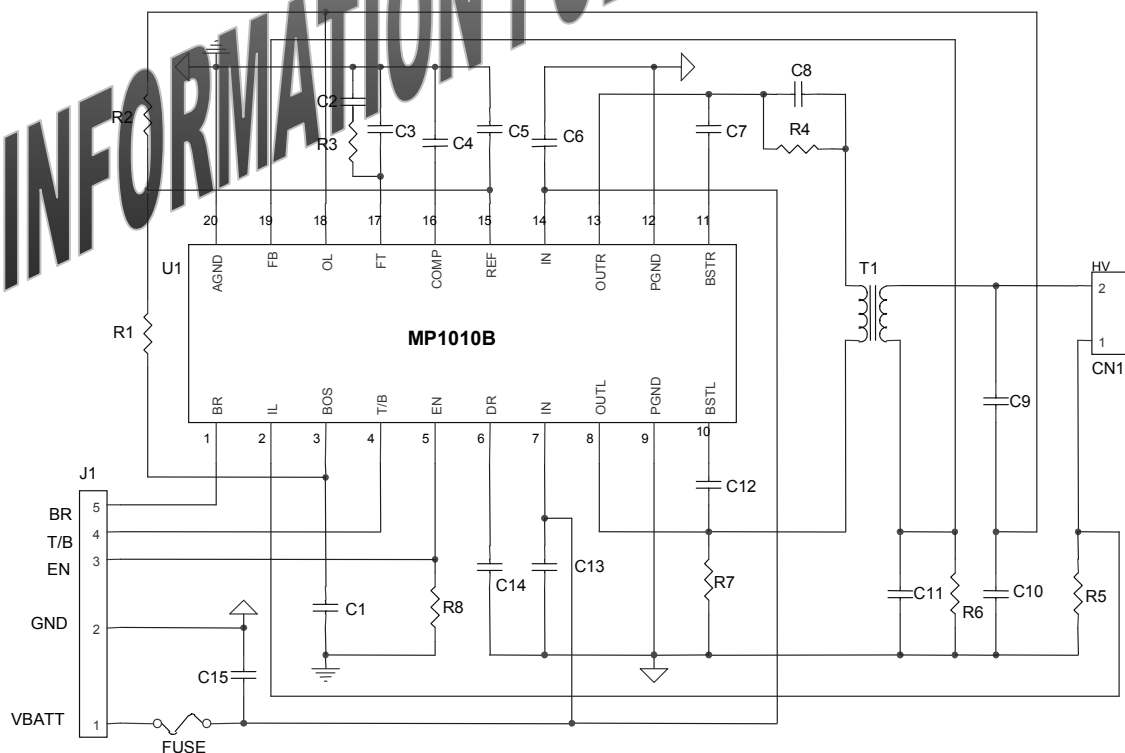 INFORMATION FO
C8
R2
C2
R3
C3
C4
C5
C6
C7
R4
20
19
18
17
16
15
14
13
12
11
U1
AGND
FB
OL
FT
COMP
REF
IN
OUTR
PGND
BSTR
T1
HV
2
1
CN1
R1
MP1010B
BR
IL
BOS
T/B
EN
DR
IN
OUTL
PGND
BSTL
1
2
3
4
5
6
7
8
9
10
C9
J1
C12
BR
5
T/B
4
EN
3
C1
R8
C14
C13
R7
C11
R6
C10
R5
GND
2
C15
VBATT
1
FUSE